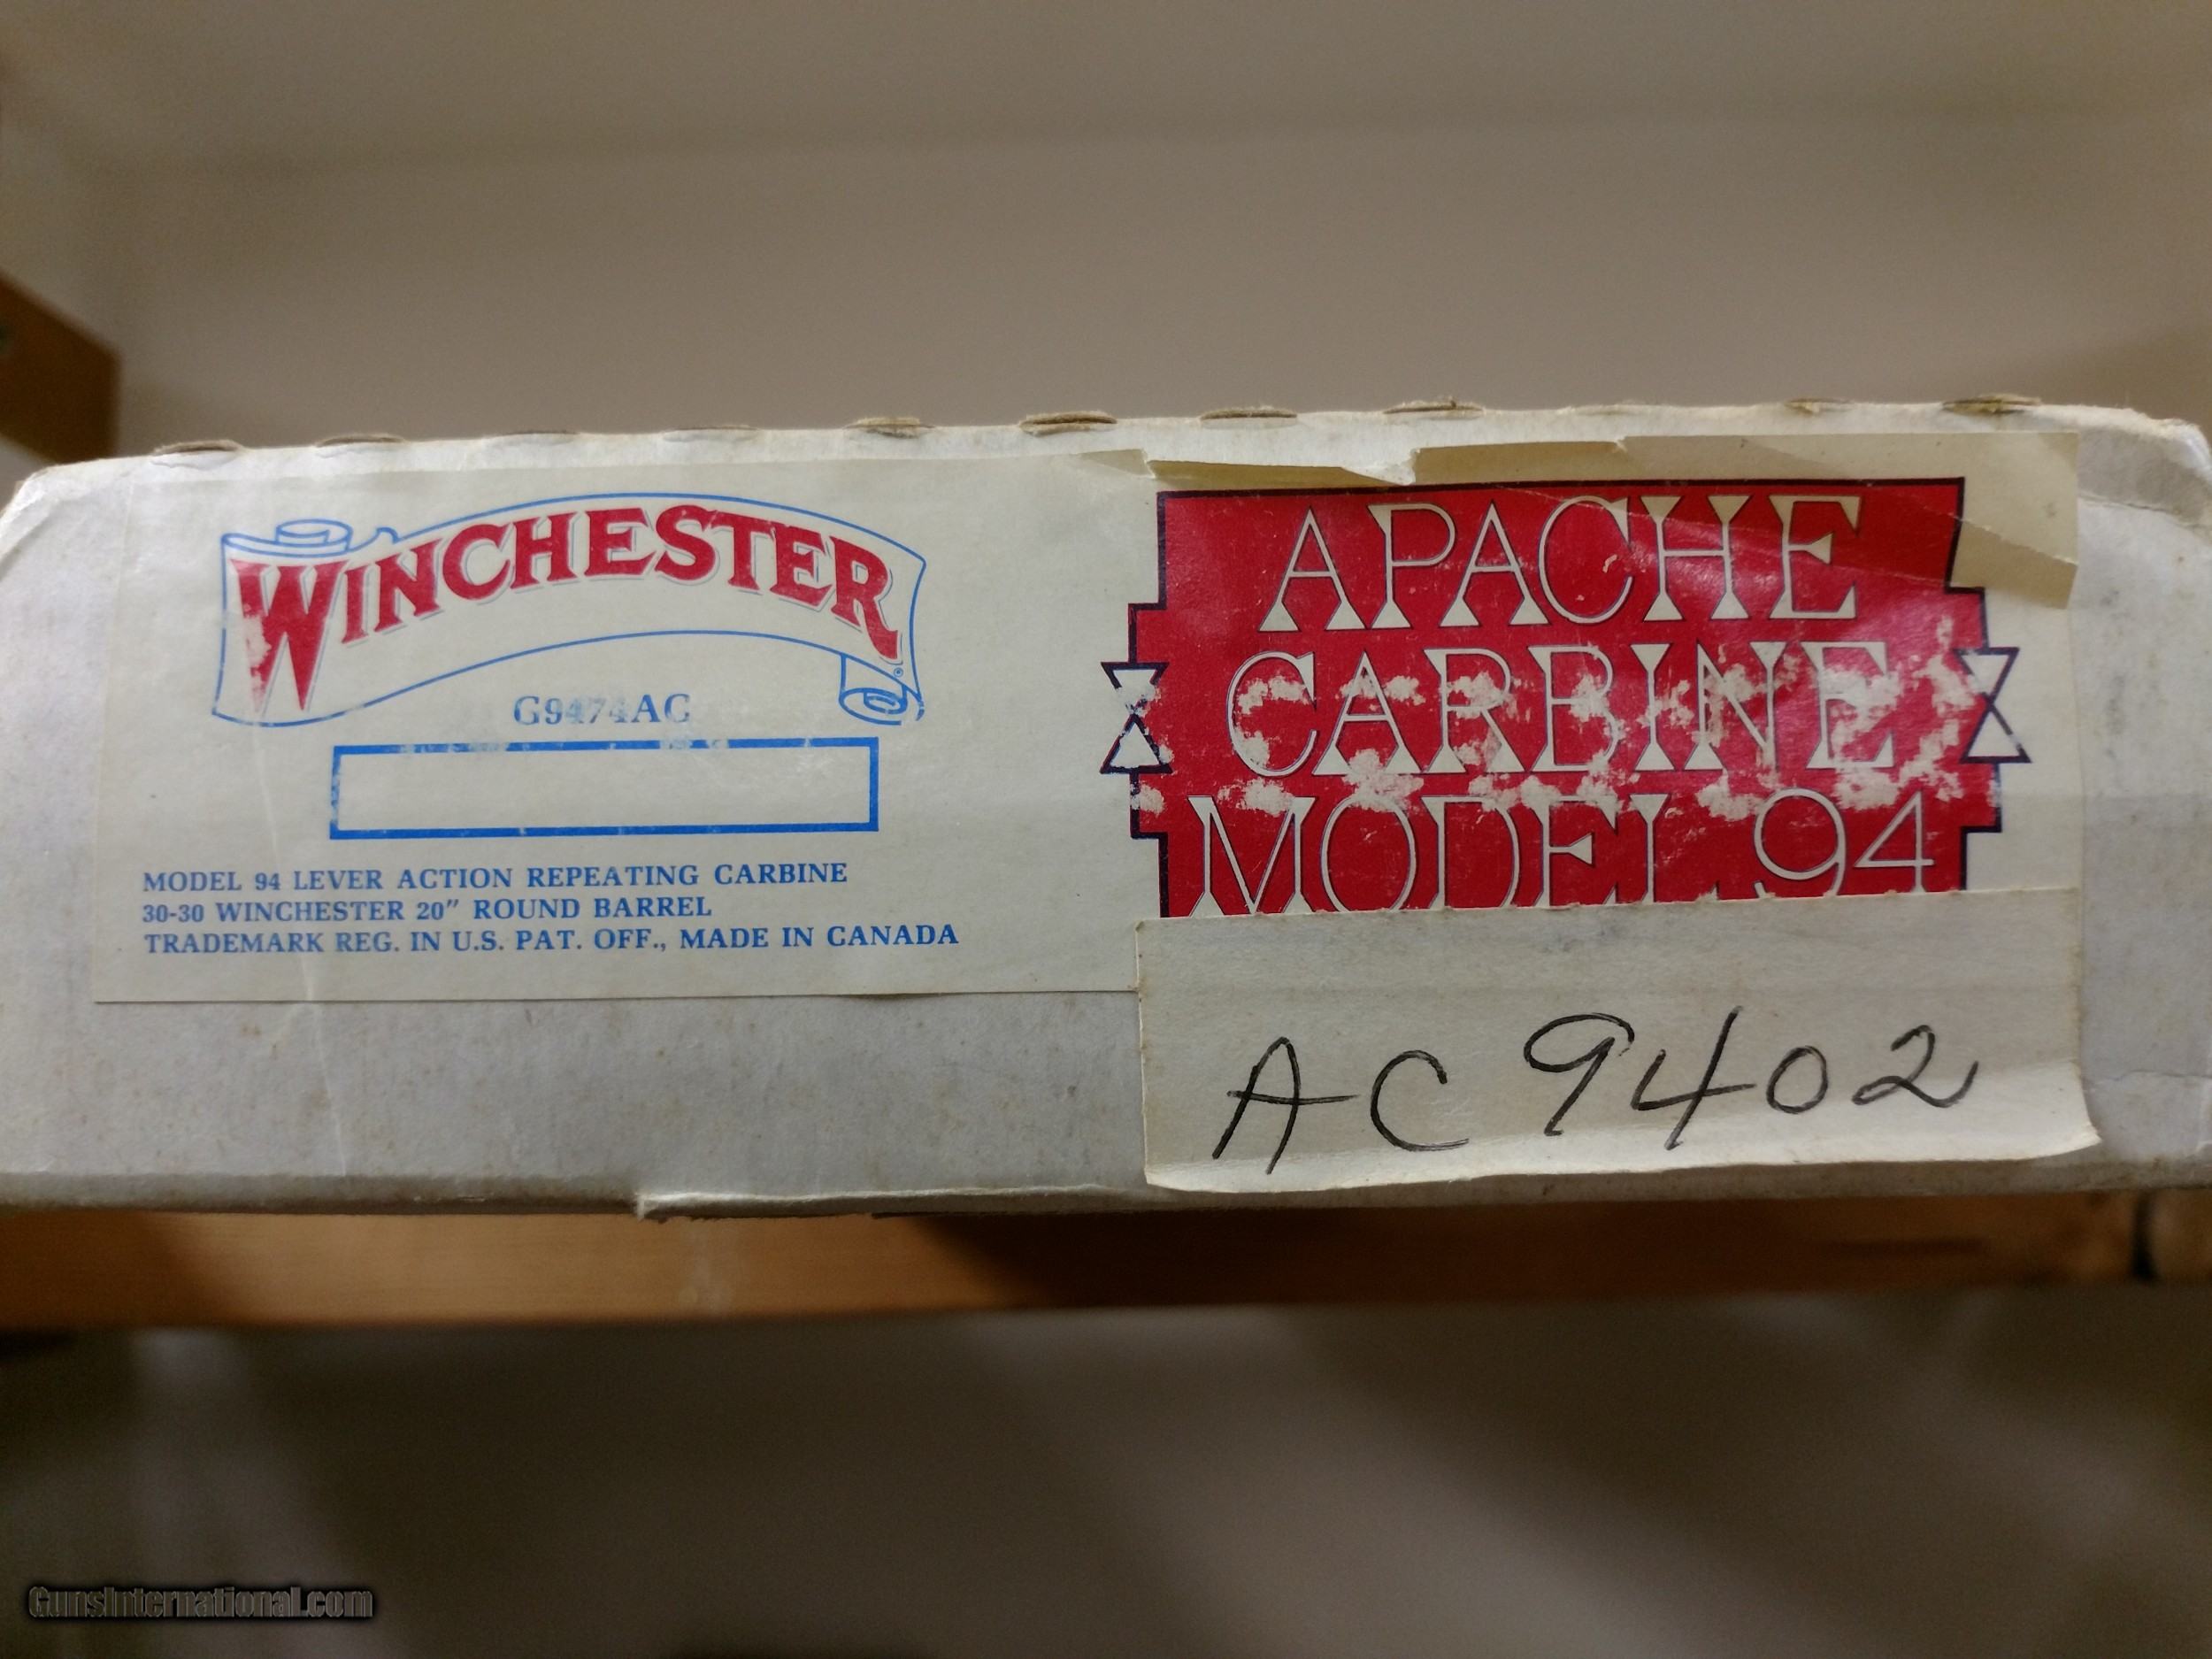 WINCHESTER
®
G9474AC
MODEL 94 LEVER ACTION REPEATING CARBINE
30-30 WINCHESTER 20" ROUND BARREL
TRADEMARK REG. IN U.S. PAT. OFF., MADE IN CANADA
APACHE
CARBINE
MODEL 94
AC 9402
GunsInternational.com